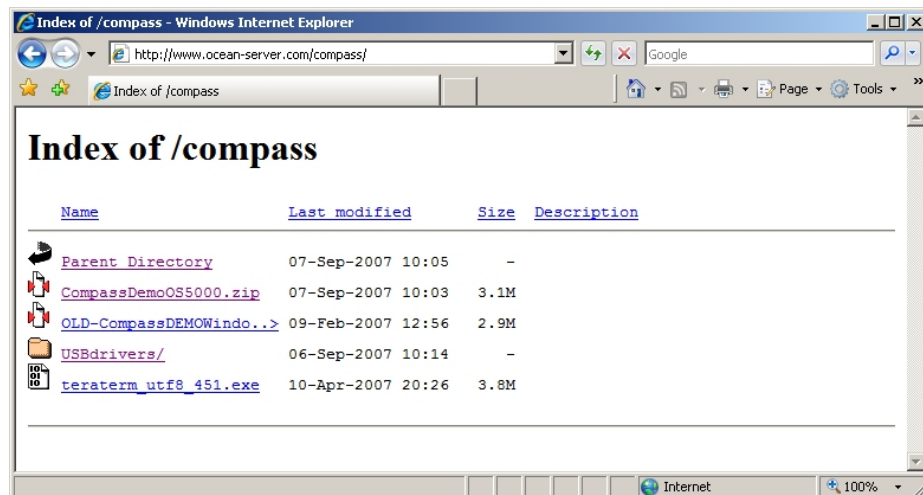 Index of /compass - Windows Internet Explorer
http://www.ocean-server.com/compass/
Google
Index of /compass
Page
Tools
»
Index of /compass
Name Last modified Size Description
Parent Directory 07-Sep-2007 10:05 -
CompassDemoOS5000.zip 07-Sep-2007 10:03 3.1M
OLD-CompassDEMOWindo..> 09-Feb-2007 12:56 2.9M
USBdrivers/ 06-Sep-2007 10:14 -
teraterm_utf8_451.exe 10-Apr-2007 20:26 3.8M
Internet 100%